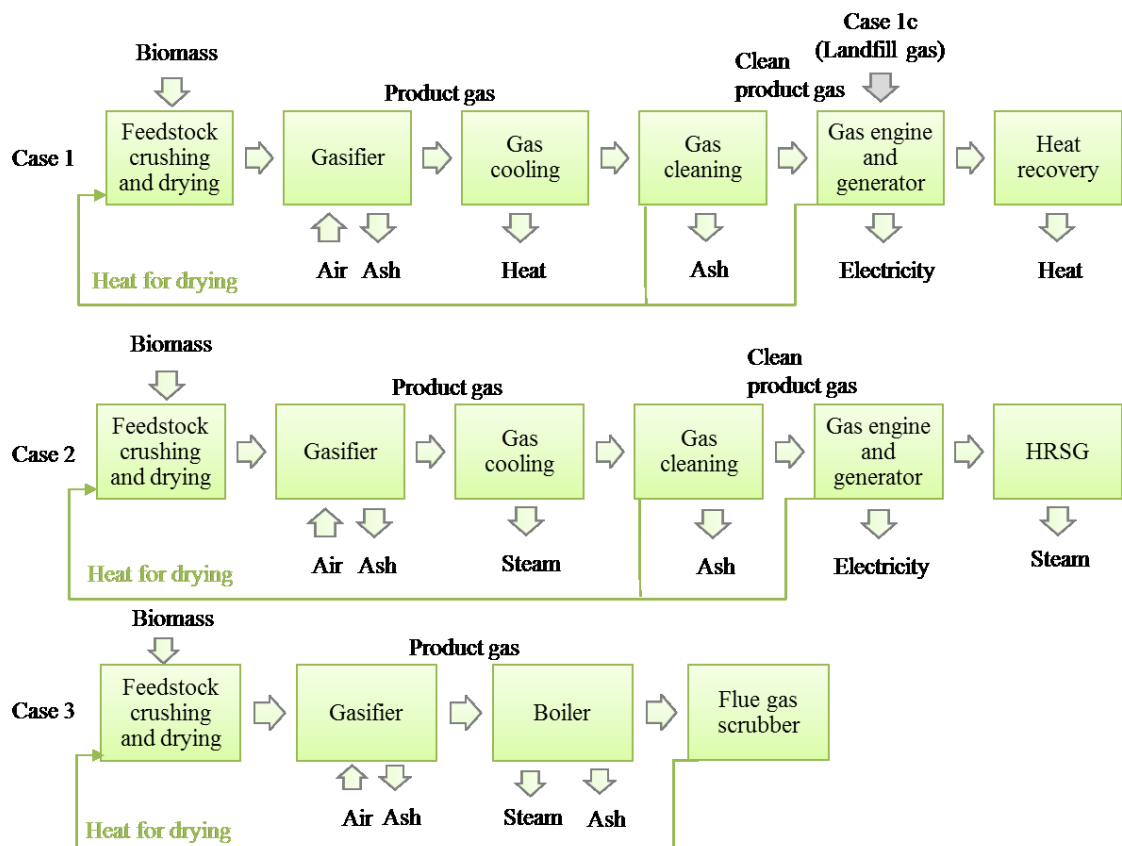 Case 1c
(Landfill gas)
Biomass
Clean
product gas
Product gas
Case 1
Feedstock
crushing
and drying
Gasifier
Gas
cooling
Gas
cleaning
Gas engine
and
generator
Heat
recovery
Air
Ash
Heat
Ash
Electricity
Heat
Heat for drying
Biomass
Clean
product gas
Product gas
Case 2
Feedstock
crushing
and drying
Gasifier
Gas
cooling
Gas
cleaning
Gas engine
and
generator
HRSG
Air
Ash
Steam
Ash
Electricity
Steam
Heat for drying
Biomass
Product gas
Case 3
Feedstock
crushing
and drying
Gasifier
Boiler
Flue gas
scrubber
Air
Ash
Steam
Ash
Heat for drying